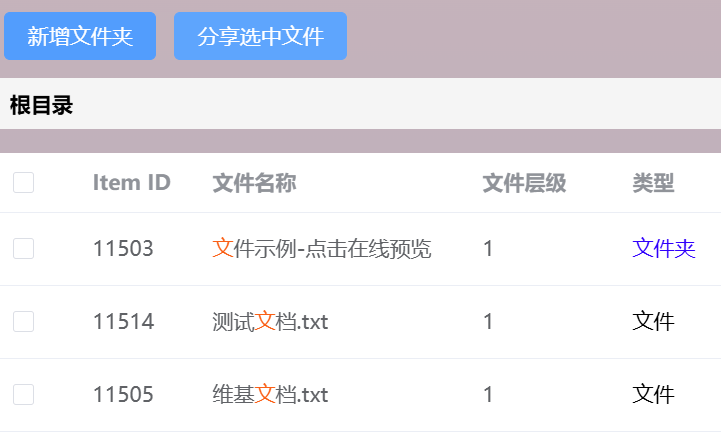 新增文件夹 分享选中文件
根目录
Item ID 文件名称 文件层级 类型
11503 文件示例-点击在线预览 1 文件夹
11514 测试文档.txt 1 文件
11505 维基文档.txt 1 文件